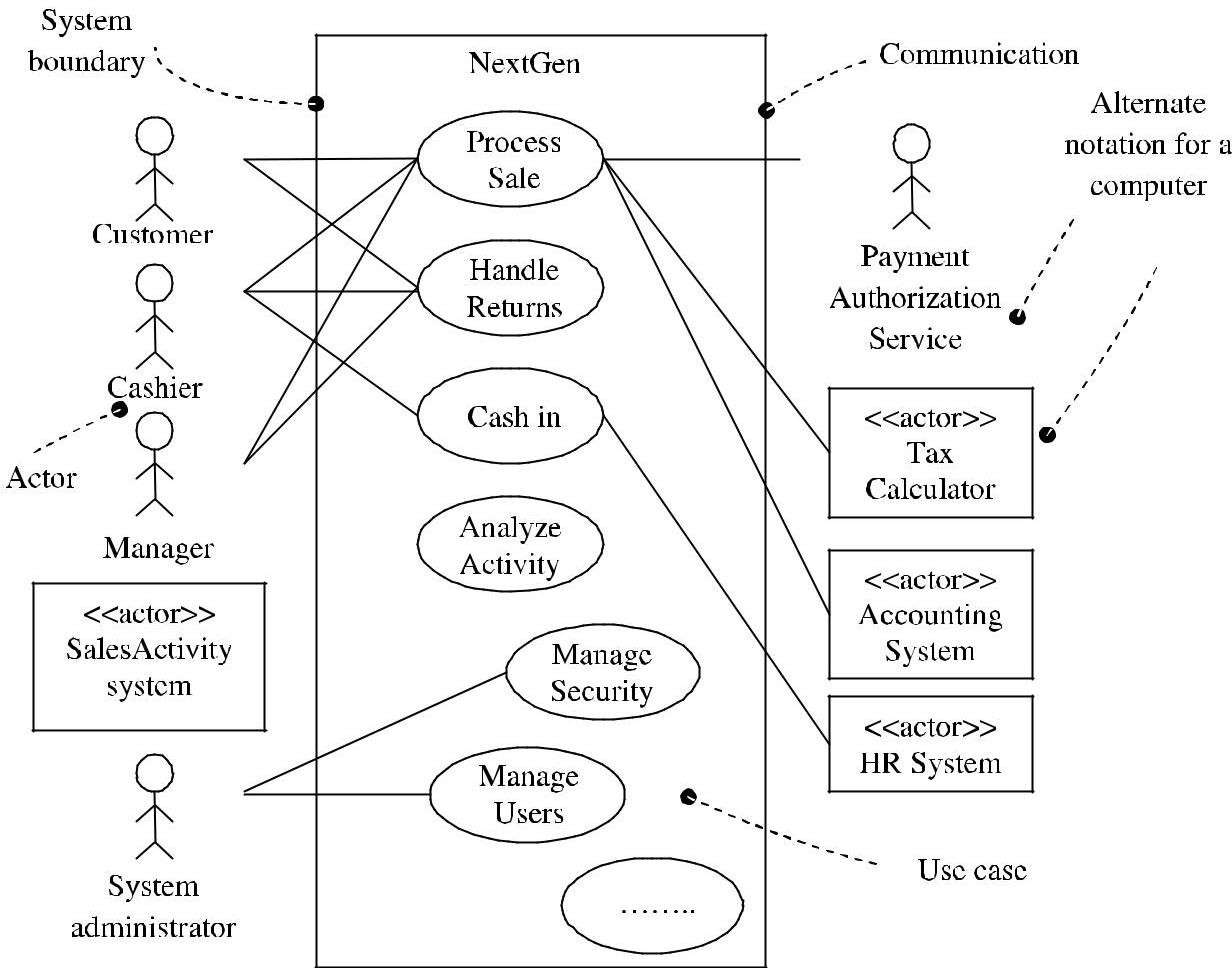 System
boundary
NextGen
Communication
Alternate
notation for a
computer
Process
Sale
Customer
Handle
Returns
Payment
Authorization
Service
Cashier
Cash in
<<actor>>
Tax
Calculator
Actor
Manager
Analyze
Activity
<<actor>>
SalesActivity
system
<<actor>>
Accounting
System
Manage
Security
<<actor>>
HR System
Manage
Users
Use case
System
administrator
........